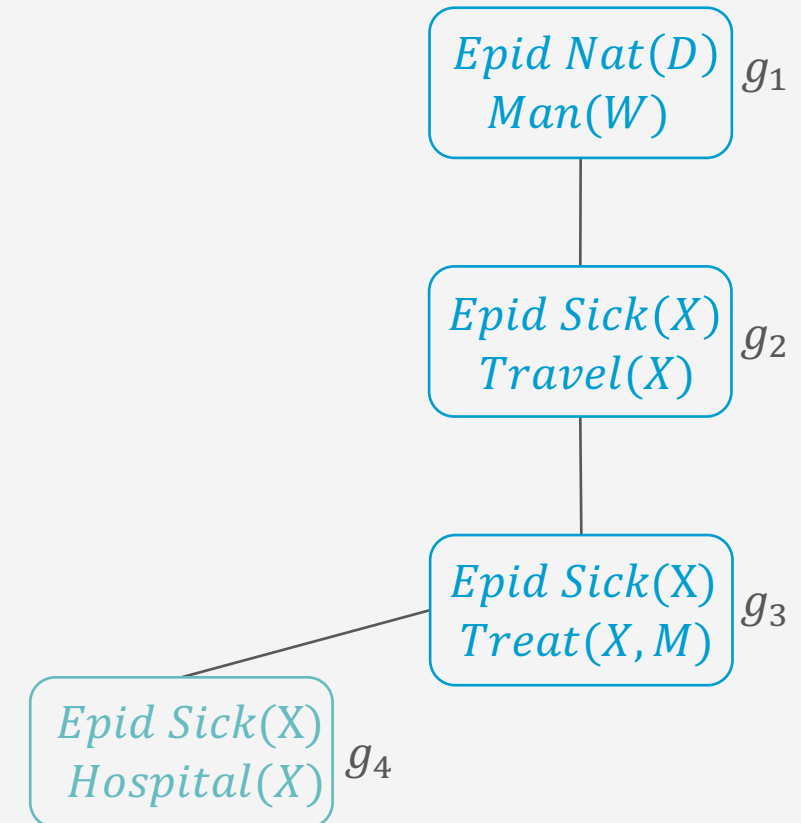 Epid Nat(D)
Man(W)
g₁
Epid Sick(X)
Travel(X)
g₂
Epid Sick(X)
Treat(X, M)
g₃
Epid Sick(X)
Hospital(X)
g₄